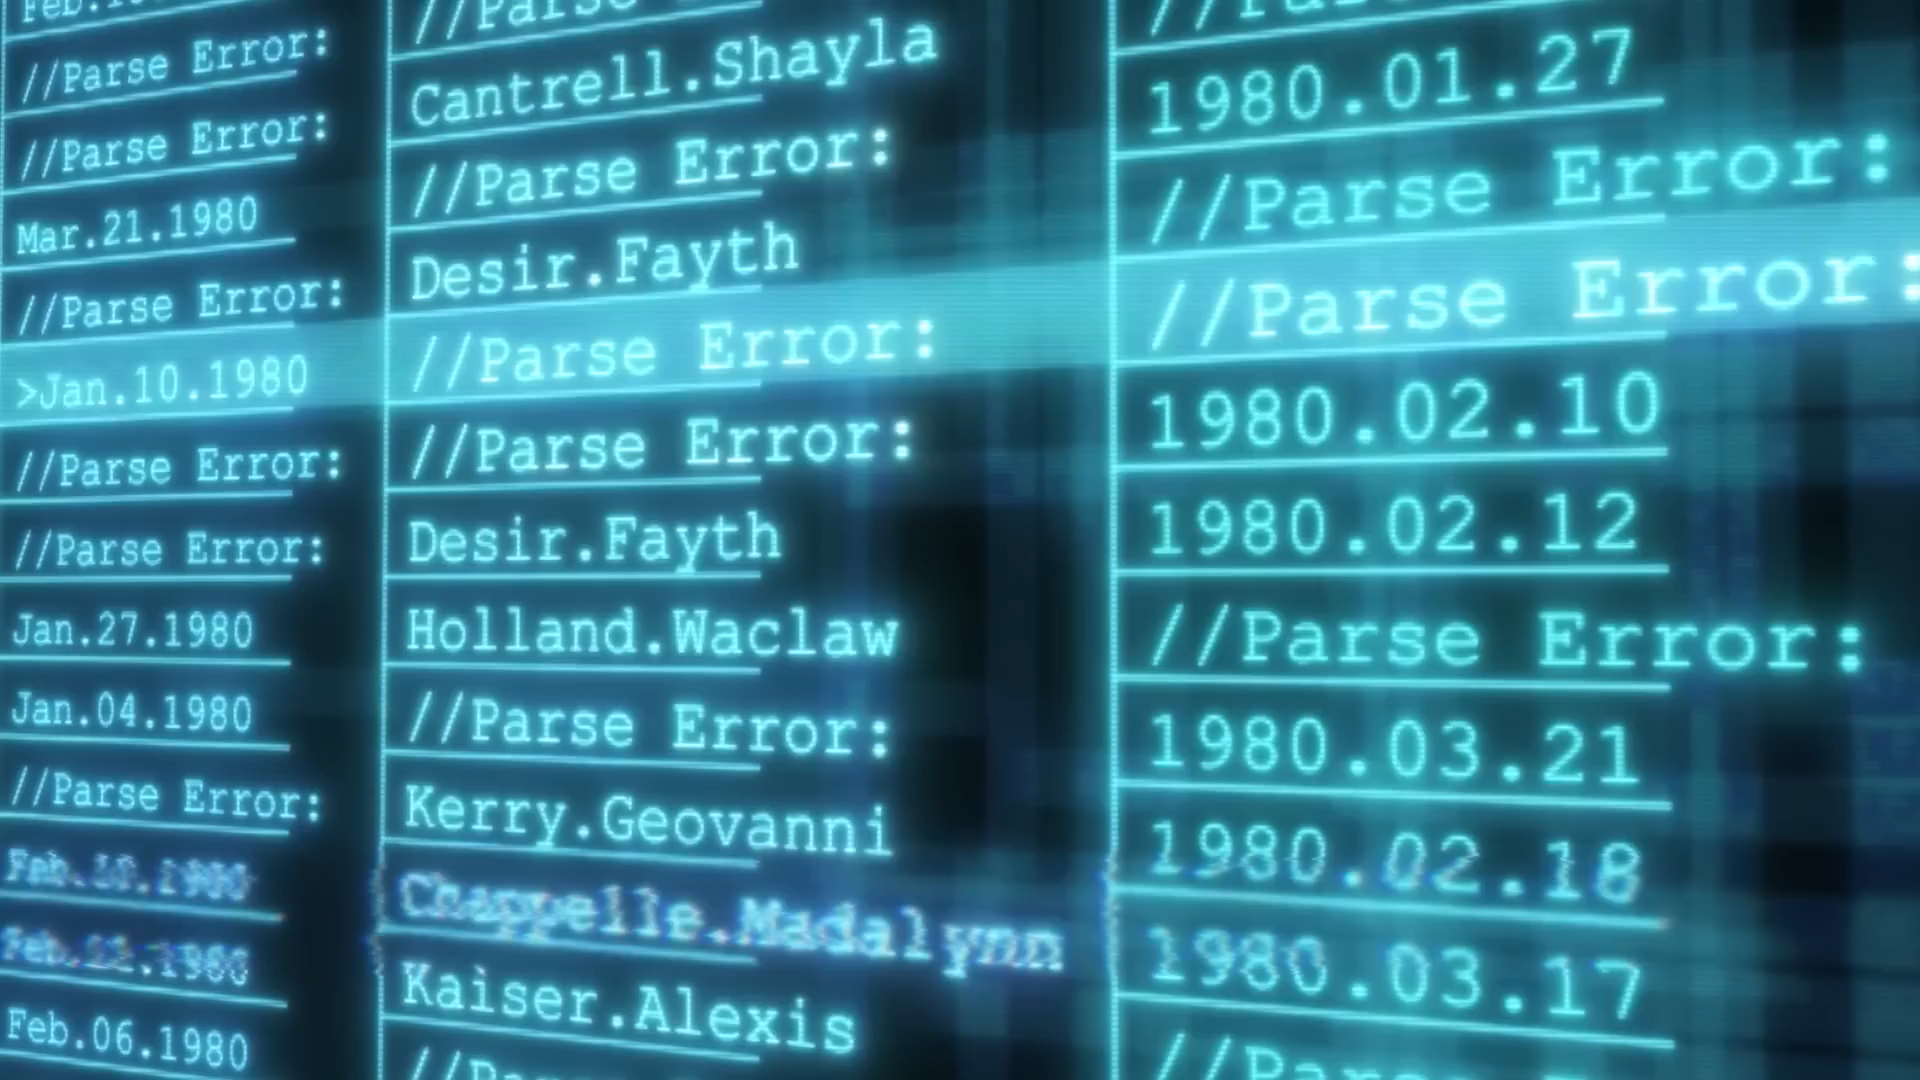 //Parse Error:
Cantrell.Shayla
1980.01.27
//Parse Error:
//Parse Error:
//Parse Error:
Mar.21.1980
Desir.Fayth
//Parse Error:
//Parse Error:
//Parse Error:
1980.02.10
>Jan.10.1980
//Parse Error:
1980.02.12
//Parse Error:
Desir.Fayth
//Parse Error:
//Parse Error:
Holland.Waclaw
1980.03.21
Jan.27.1980
//Parse Error:
1980.02.18
Jan.04.1980
Kerry.Geovanni
1980.03.17
//Parse Error:
Chappelle.Madalynn
Kaiser.Alexis
Feb.06.1980